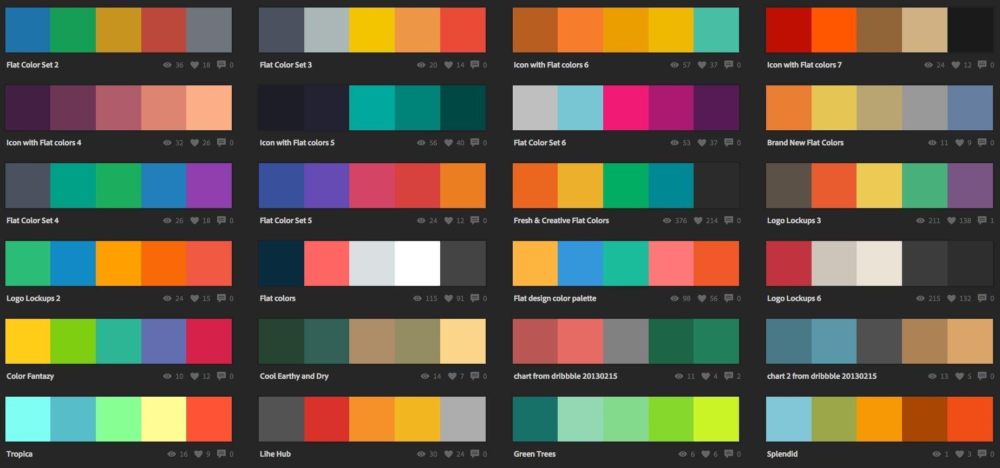 Flat Color Set 2 36 18 0
Flat Color Set 3 20 14 0
Icon with Flat colors 6 57 37 0
Icon with Flat colors 7 24 12 0
Icon with Flat colors 4 32 26 0
Icon with Flat colors 5 56 40 0
Flat Color Set 6 53 37 0
Brand New Flat Colors 11 9 0
Flat Color Set 4 26 18 0
Flat Color Set 5 24 12 0
Fresh & Creative Flat Colors 376 214 0
Logo Lockups 3 211 138 1
Logo Lockups 2 24 15 0
Flat colors 115 91 0
Flat design color palette 98 56 0
Logo Lockups 6 215 132 0
Color Fantazy 10 12 0
Cool Earthy and Dry 14 7 0
chart from dribbble 20130215 11 4 2
chart 2 from dribbble 20130215 13 5 0
Tropica 16 9 0
Lihe Hub 30 24 0
Green Trees 6 6 0
Splendid 1 3 0